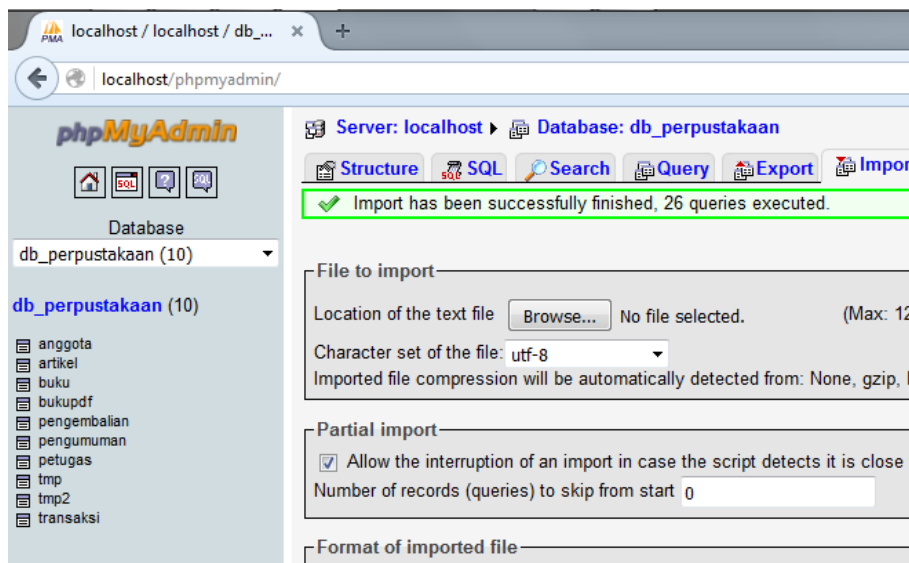 localhost / localhost / db_...
localhost/phpmyadmin/
phpMyAdmin
Database
db_perpustakaan (10)
db_perpustakaan (10)
anggota
artikel
buku
bukupdf
pengembalian
pengumuman
petugas
tmp
tmp2
transaksi
Server: localhost Database: db_perpustakaan
Structure SQL Search Query Export Impor
Import has been successfully finished, 26 queries executed.
File to import
Location of the text file Browse... No file selected. (Max: 12
Character set of the file: utf-8
Imported file compression will be automatically detected from: None, gzip,
Partial import
Allow the interruption of an import in case the script detects it is close
Number of records (queries) to skip from start 0
Format of imported file